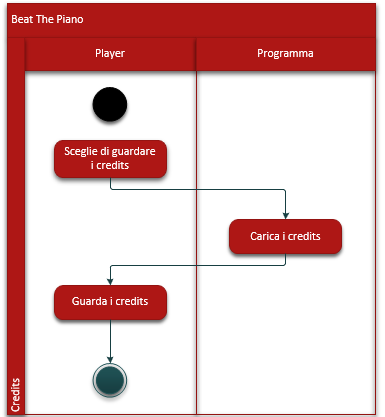 Beat The Piano
Player
Programma
Sceglie di guardare
i credits
Carica i credits
Guarda i credits
Credits